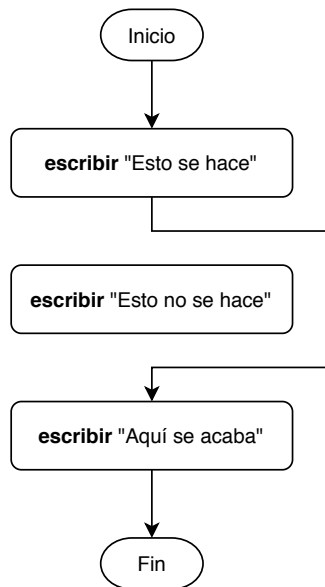 Inicio
escribir "Esto se hace"
escribir "Esto no se hace"
escribir "Aquí se acaba"
Fin